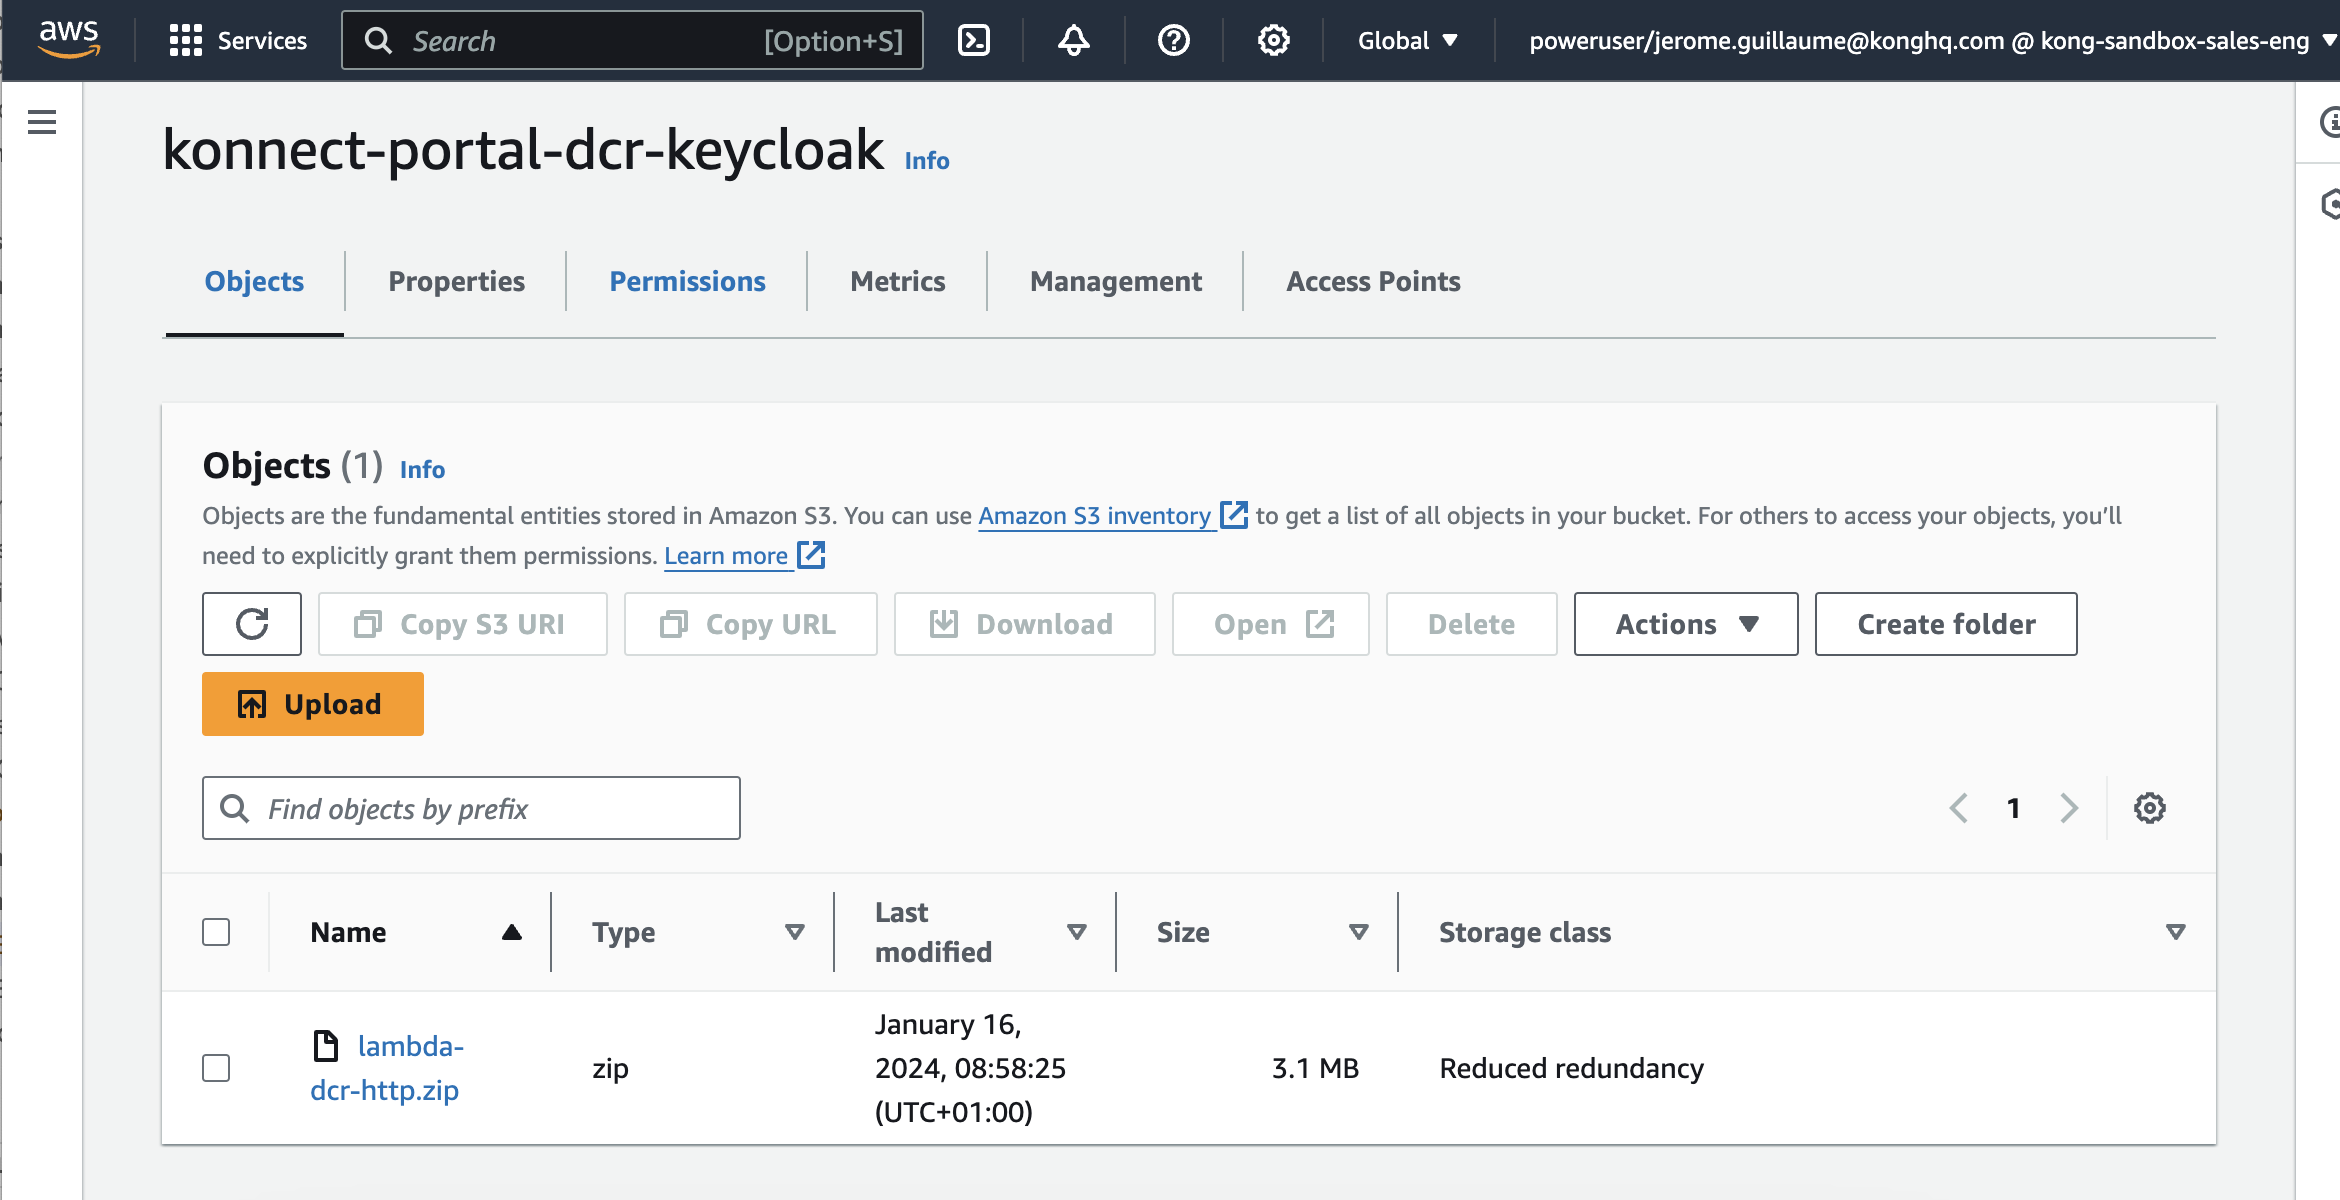 aws
Services
Search [Option+S]
Global
poweruser/jerome.guillaume@konghq.com @ kong-sandbox-sales-eng
konnect-portal-dcr-keycloak Info
Objects Properties Permissions Metrics Management Access Points
Objects (1) Info
Objects are the fundamental entities stored in Amazon S3. You can use Amazon S3 inventory to get a list of all objects in your bucket. For others to access your objects, you’ll
need to explicitly grant them permissions. Learn more
Copy S3 URI Copy URL Download Open Delete Actions Create folder
Upload
Find objects by prefix
1
Name
Type
Last
modified
Size
Storage class
lambda-
dcr-http.zip
zip
January 16,
2024, 08:58:25
(UTC+01:00)
3.1 MB
Reduced redundancy